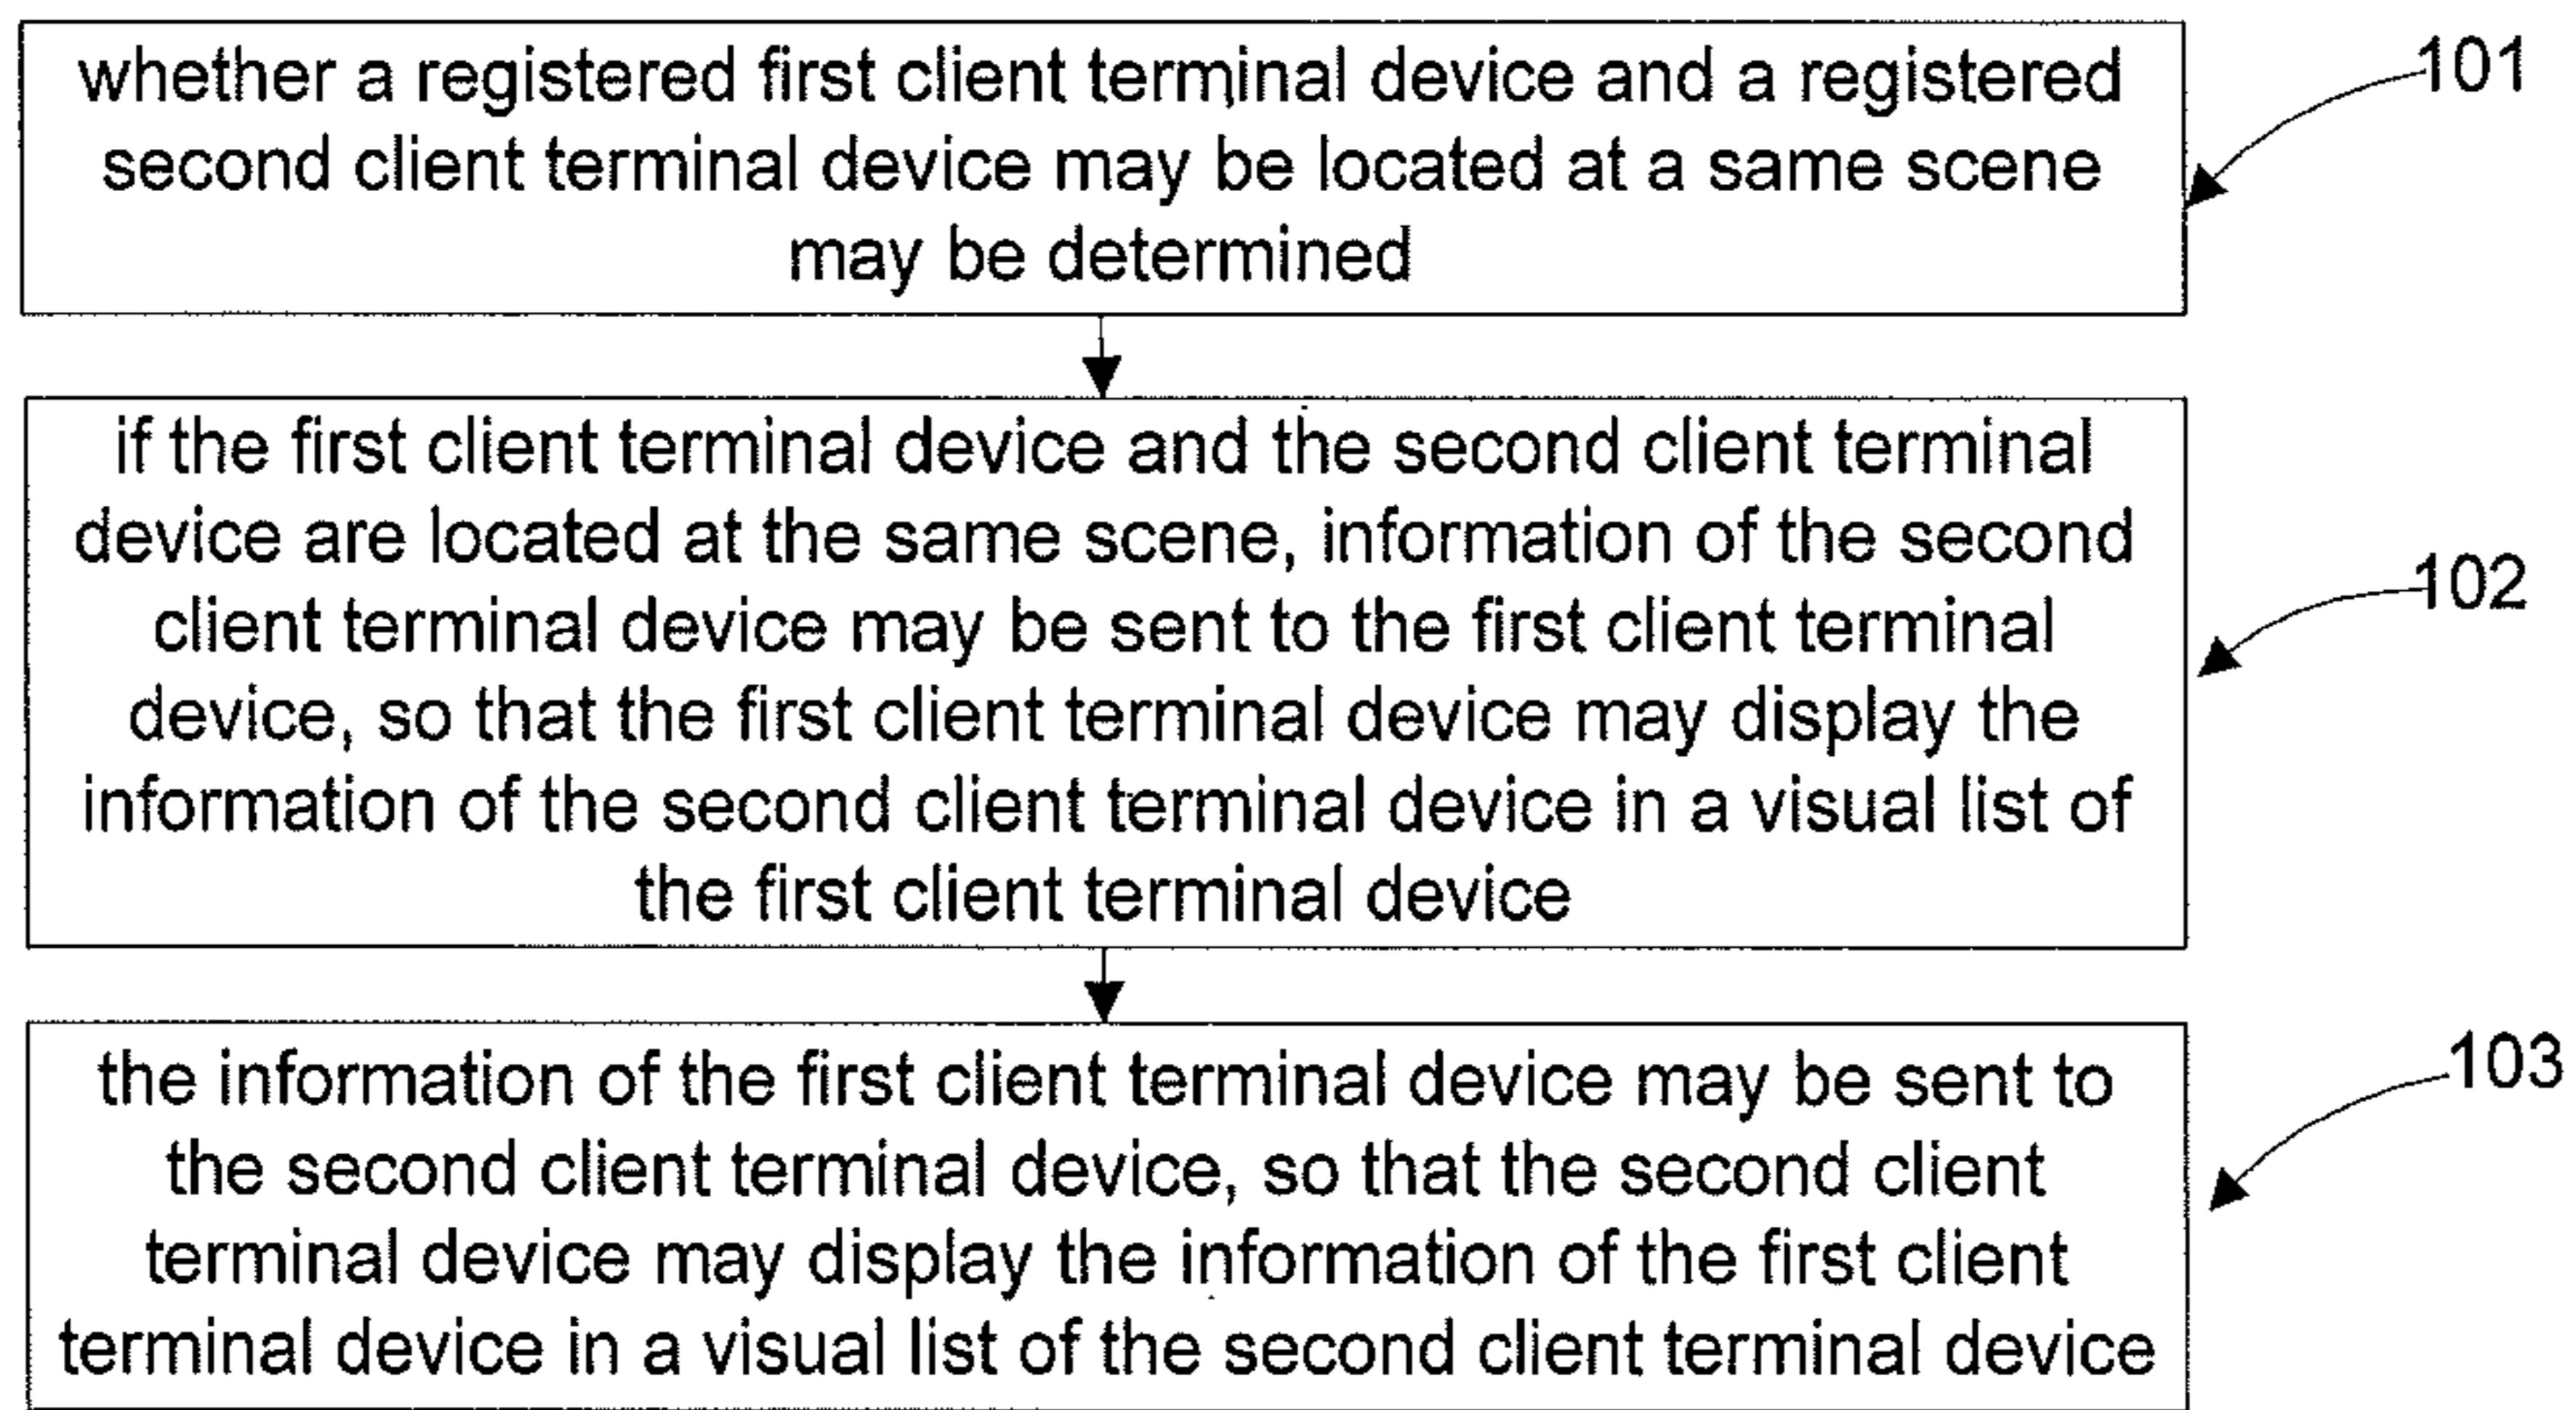 whether a registered first client terminal device and a registered
second client terminal device may be located at a same scene
may be determined
101
if the first client terminal device and the second client terminal
device are located at the same scene, information of the second
client terminal device may be sent to the first client terminal
device, so that the first client terminal device may display the
information of the second client terminal device in a visual list of
the first client terminal device
102
the information of the first client terminal device may be sent to
the second client terminal device, so that the second client
terminal device may display the information of the first client
terminal device in a visual list of the second client terminal device
103